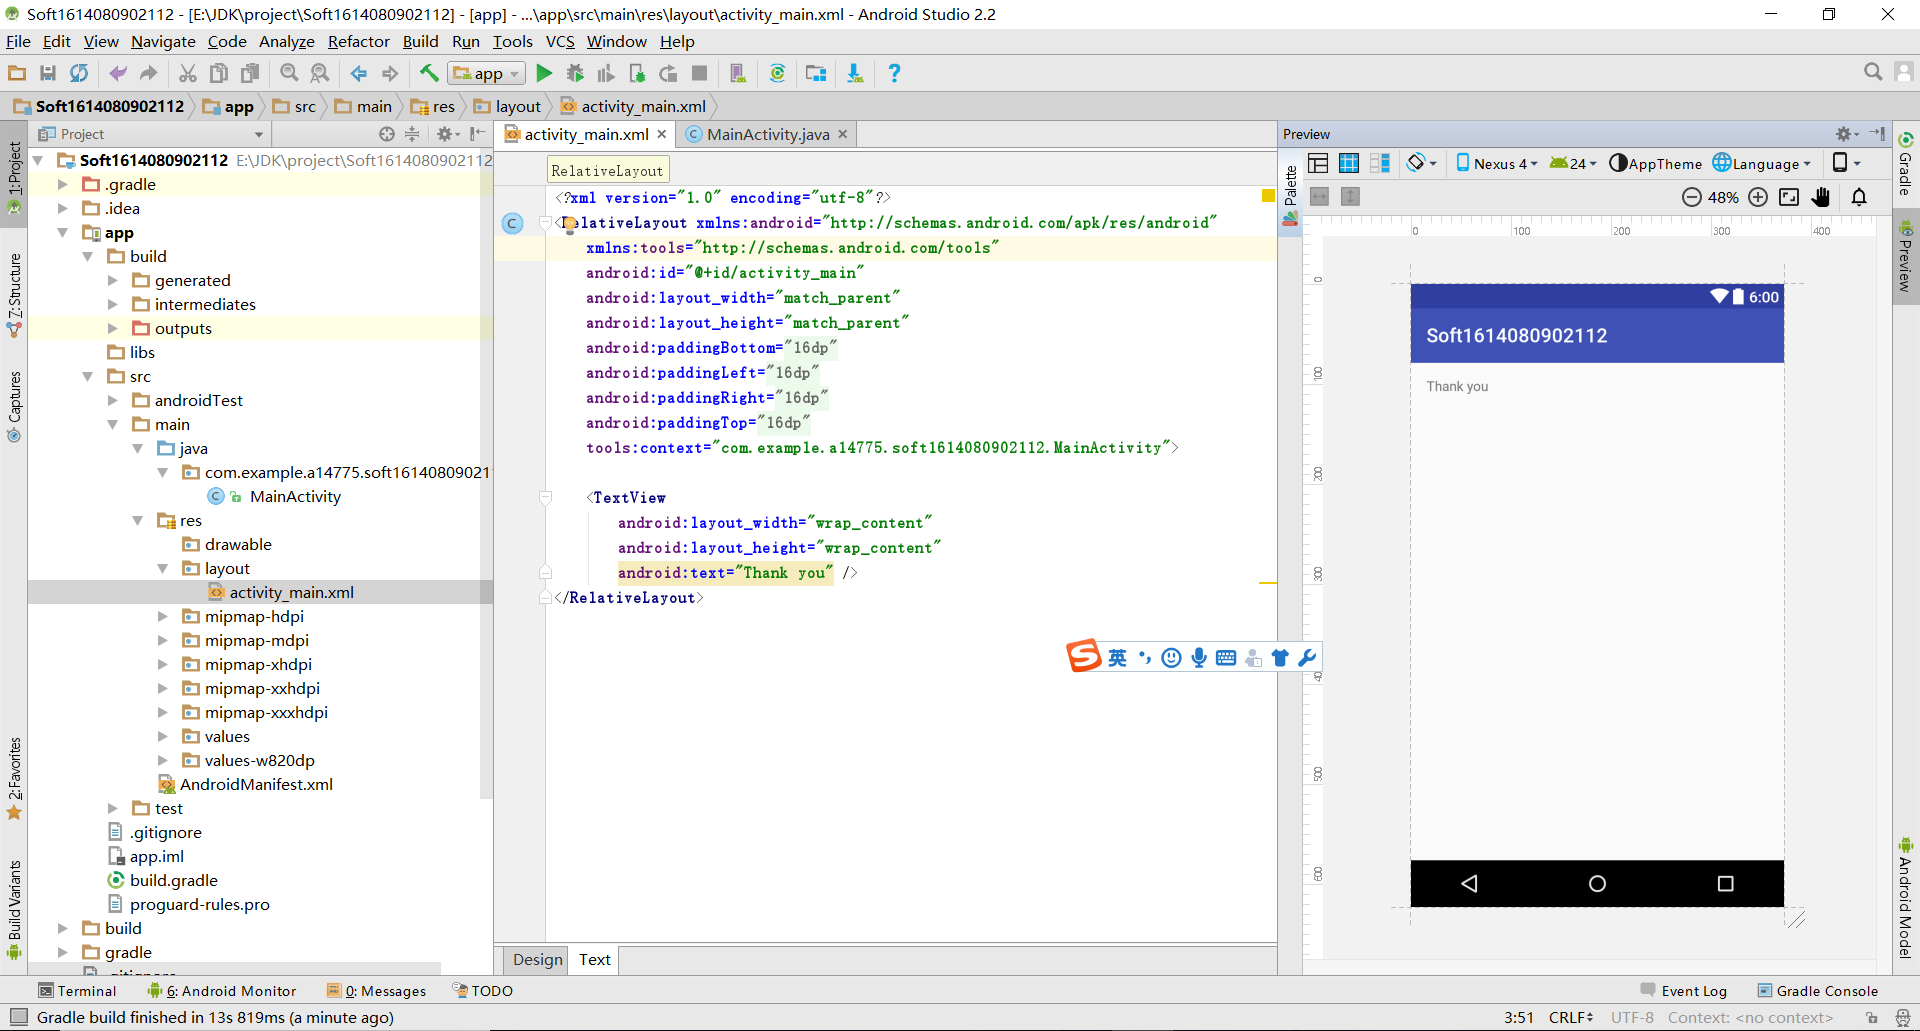 Soft1614080902112 - [E:\JDK\project\Soft1614080902112] - [app] - ...\app\src\main\res\layout\activity_main.xml - Android Studio 2.2
File Edit View Navigate Code Analyze Refactor Build Run Tools VCS Window Help
app
Soft1614080902112 app src main res layout activity_main.xml
Project
activity_main.xml MainActivity.java
Preview
1: Project
7: Structure
Captures
2: Favorites
Build Variants
Soft1614080902112 E:\JDK\project\Soft1614080902112
.gradle
.idea
app
build
generated
intermediates
outputs
libs
src
androidTest
main
java
com.example.a14775.soft161408090211
MainActivity
res
drawable
layout
activity_main.xml
mipmap-hdpi
mipmap-mdpi
mipmap-xhdpi
mipmap-xxhdpi
mipmap-xxxhdpi
values
values-w820dp
AndroidManifest.xml
test
.gitignore
app.iml
build.gradle
proguard-rules.pro
build
gradle
.gitignore
RelativeLayout
<?xml version="1.0" encoding="utf-8"?>
<RelativeLayout xmlns:android="http://schemas.android.com/apk/res/android"
xmlns:tools="http://schemas.android.com/tools"
android:id="@+id/activity_main"
android:layout_width="match_parent"
android:layout_height="match_parent"
android:paddingBottom="16dp"
android:paddingLeft="16dp"
android:paddingRight="16dp"
android:paddingTop="16dp"
tools:context="com.example.a14775.soft1614080902112.MainActivity">
<TextView
android:layout_width="wrap_content"
android:layout_height="wrap_content"
android:text="Thank you" />
</RelativeLayout>
英
Design Text
Palette
Nexus 4 24 AppTheme Language
48%
0 100 200 300 400
0
100
200
300
500
600
6:00
Soft1614080902112
Thank you
Gradle
Preview
Android Model
Terminal 6: Android Monitor 0: Messages TODO Event Log Gradle Console
Gradle build finished in 13s 819ms (a minute ago) 3:51 CRLF UTF-8 Context: <no context>